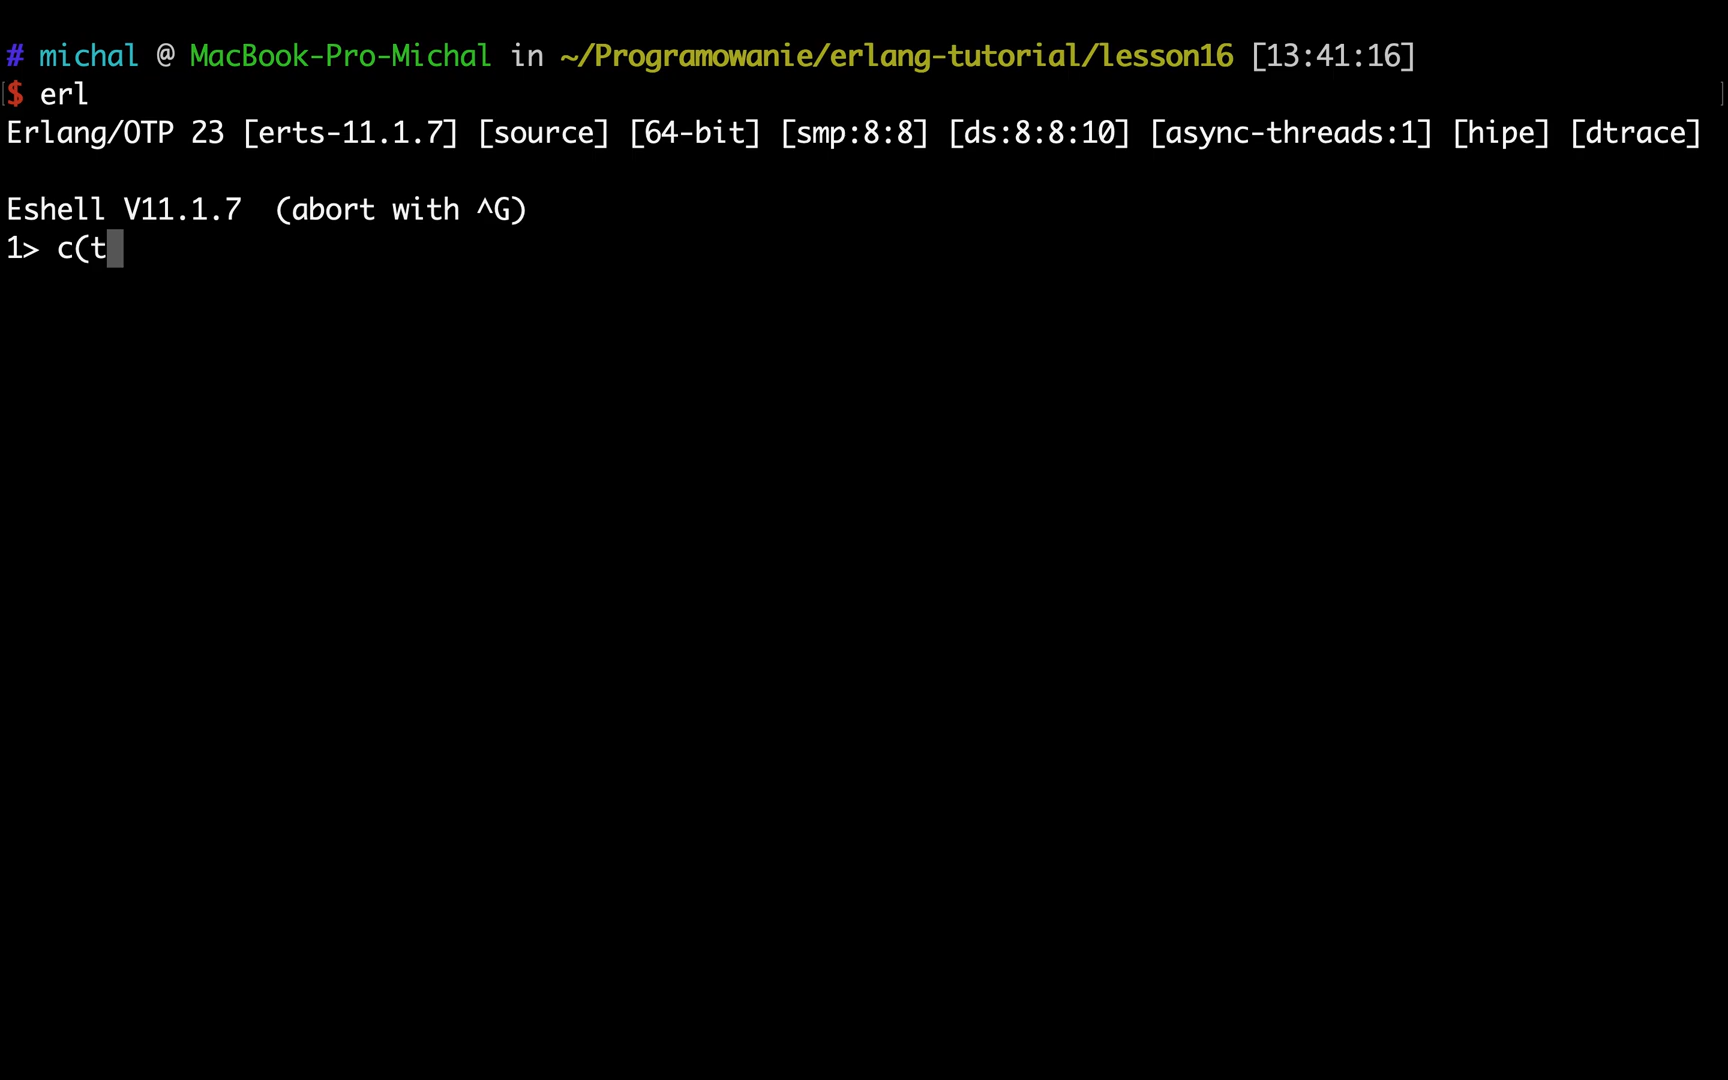 # michal @ MacBook-Pro-Michal in ~/Programowanie/erlang-tutorial/lesson16 [13:41:16]
[$ erl ]
Erlang/OTP 23 [erts-11.1.7] [source] [64-bit] [smp:8:8] [ds:8:8:10] [async-threads:1] [hipe] [dtrace]
Eshell V11.1.7  (abort with ^G)
1> c(t